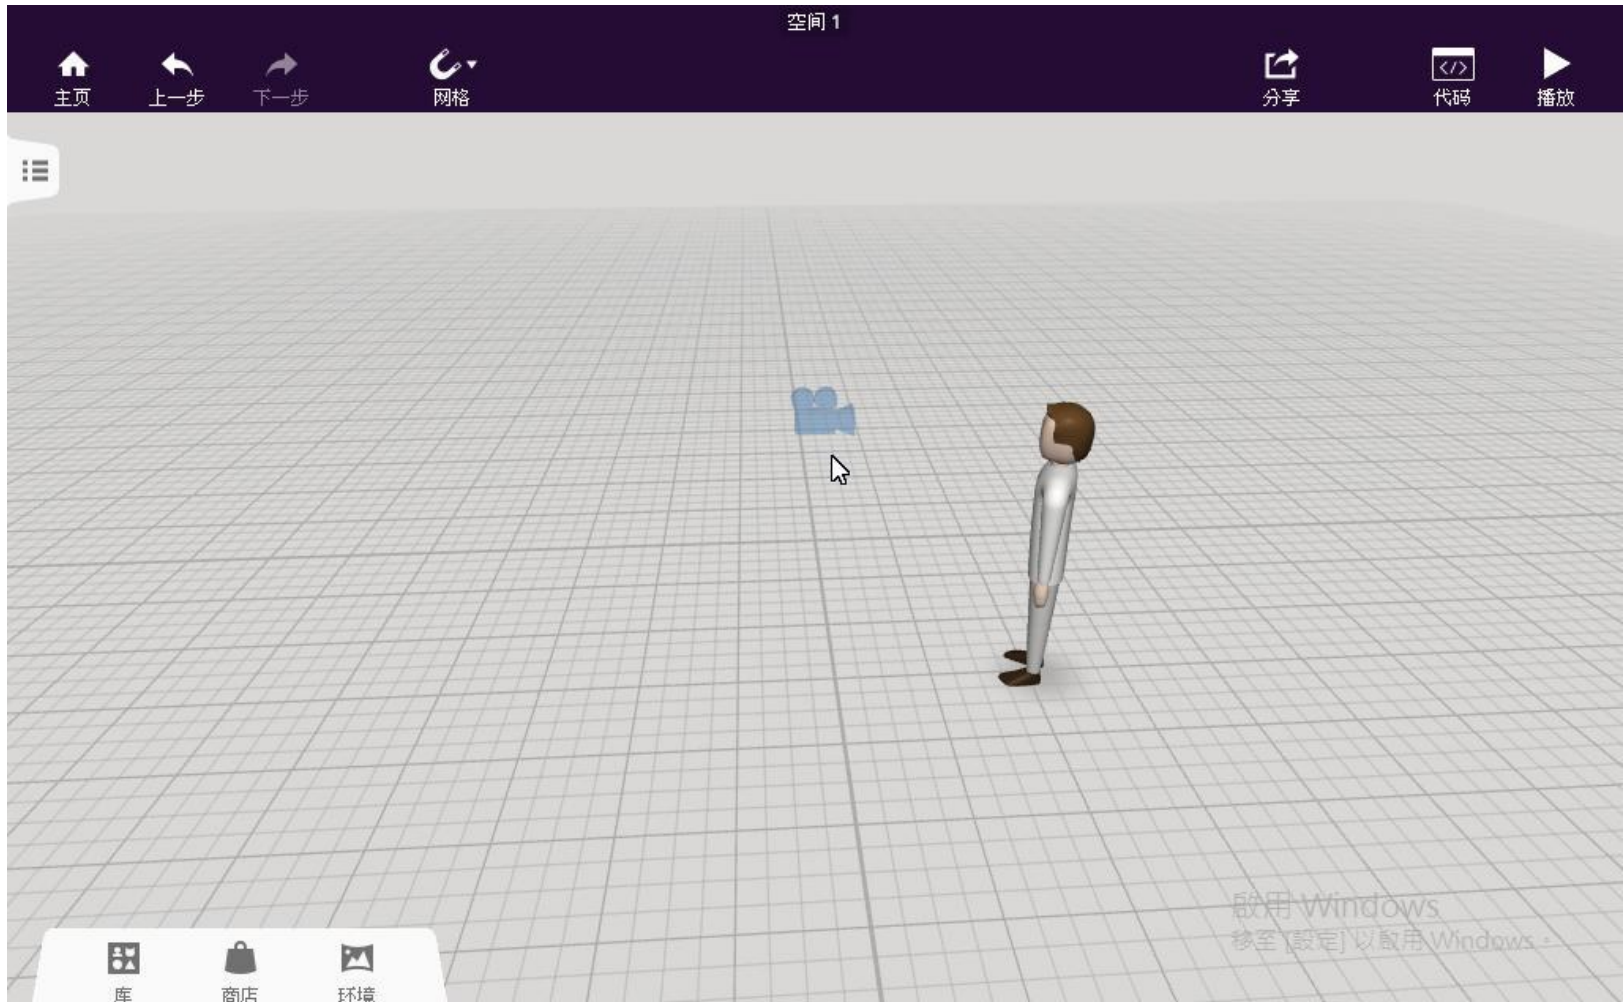 空间 1
主页
上一步
下一步
网格
分享
代码
播放
啟用 Windows
移至 [設定] 以啟用 Windows。
库
商店
环境